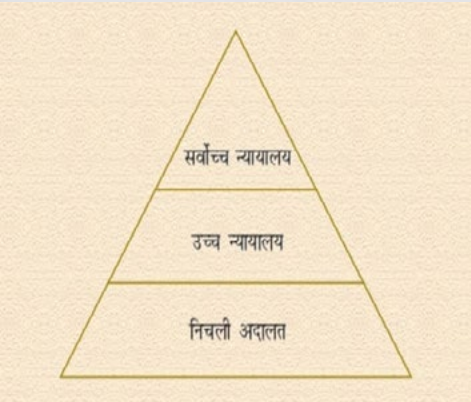 सर्वोच्च न्यायालय
उच्च न्यायालय
निचली अदालत